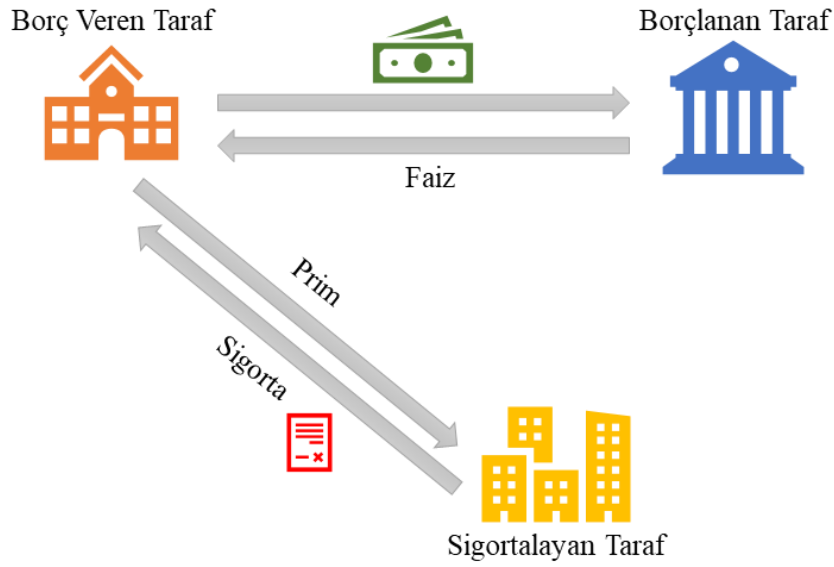 Borç Veren Taraf
Borçlanan Taraf
Faiz
Prim
Sigorta
Sigortalayan Taraf